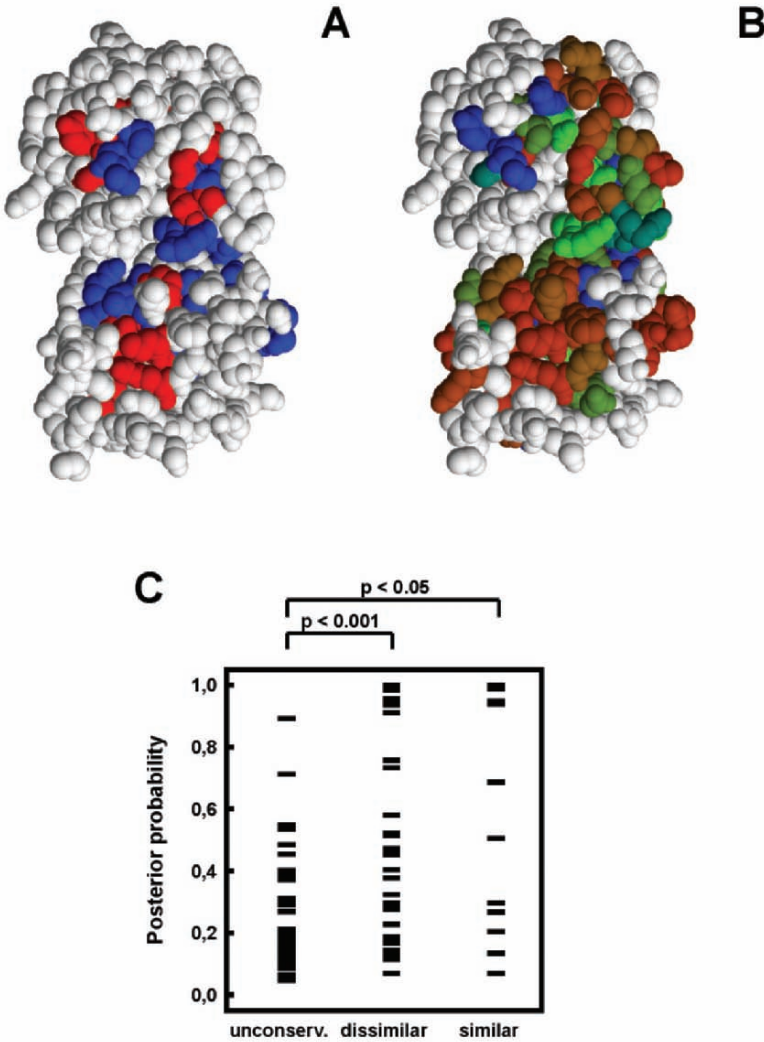 A
B
C
p < 0.05
p < 0.001
Posterior probability
1,0
0,8
0,6
0,4
0,2
0,0
unconserv. dissimilar similar